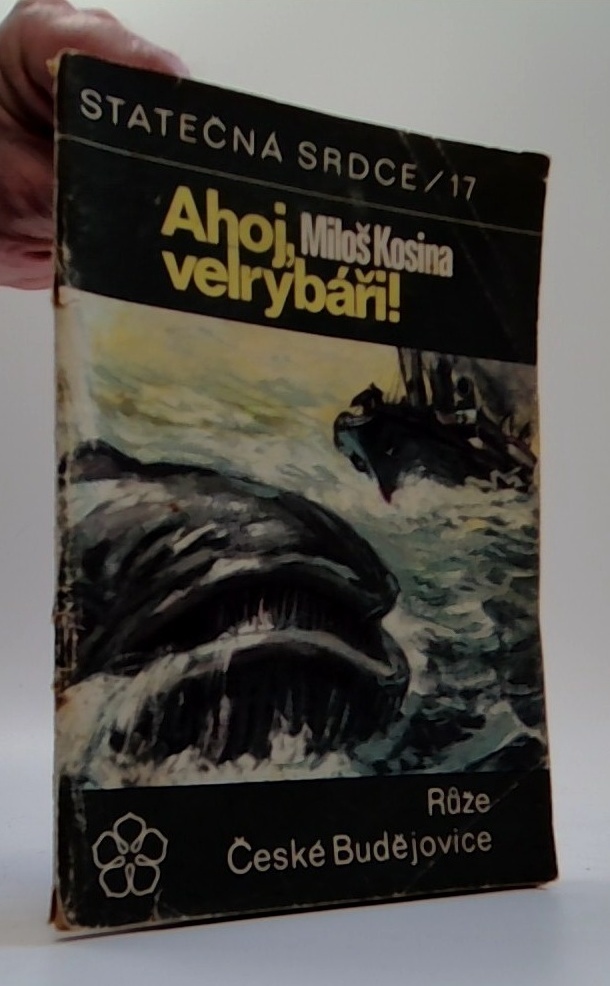 STATEČNÁ SRDCE/17
Ahoj, Miloš Kosina
velrybáři!
Růže
České Budějovice